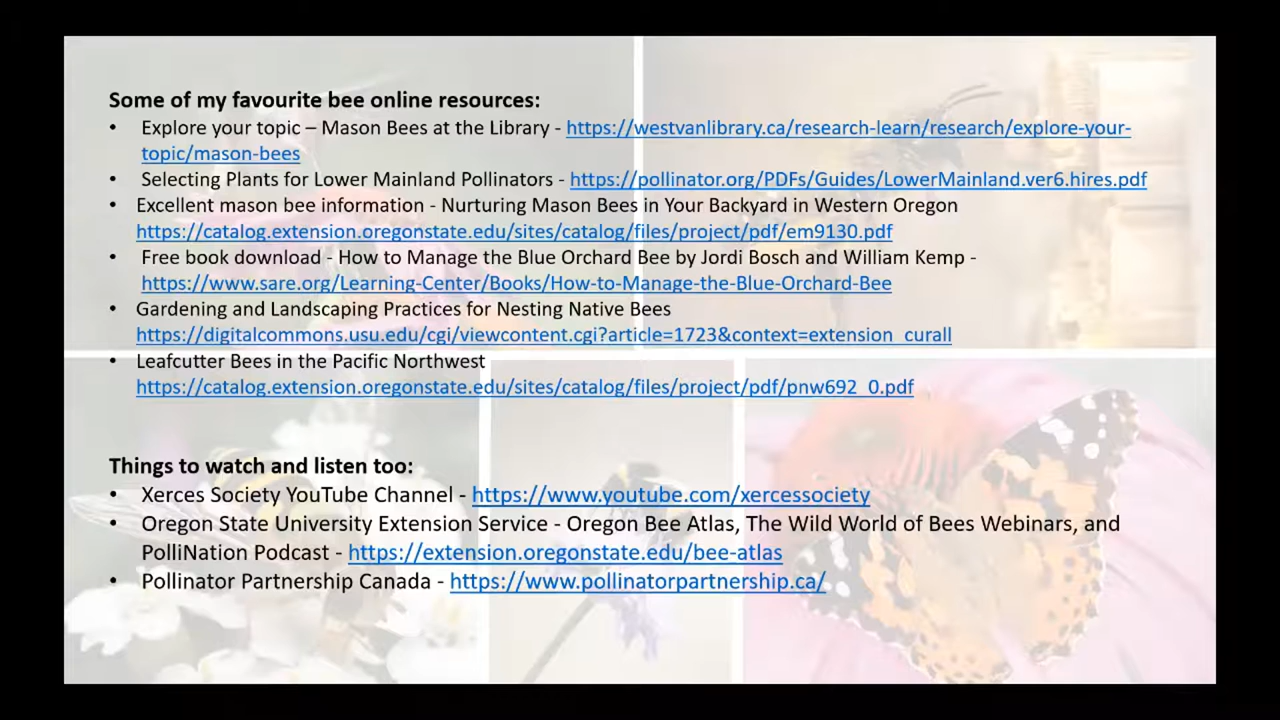 Some of my favourite bee online resources:
• Explore your topic – Mason Bees at the Library - https://westvanlibrary.ca/research-learn/research/explore-your-
topic/mason-bees
• Selecting Plants for Lower Mainland Pollinators - https://pollinator.org/PDFs/Guides/LowerMainland.ver6.hires.pdf
• Excellent mason bee information - Nurturing Mason Bees in Your Backyard in Western Oregon
https://catalog.extension.oregonstate.edu/sites/catalog/files/project/pdf/em9130.pdf
• Free book download - How to Manage the Blue Orchard Bee by Jordi Bosch and William Kemp -
https://www.sare.org/Learning-Center/Books/How-to-Manage-the-Blue-Orchard-Bee
• Gardening and Landscaping Practices for Nesting Native Bees
https://digitalcommons.usu.edu/cgi/viewcontent.cgi?article=1723&context=extension_curall
• Leafcutter Bees in the Pacific Northwest
https://catalog.extension.oregonstate.edu/sites/catalog/files/project/pdf/pnw692_0.pdf
Things to watch and listen too:
• Xerces Society YouTube Channel - https://www.youtube.com/xercessociety
• Oregon State University Extension Service - Oregon Bee Atlas, The Wild World of Bees Webinars, and
PolliNation Podcast - https://extension.oregonstate.edu/bee-atlas
• Pollinator Partnership Canada - https://www.pollinatorpartnership.ca/